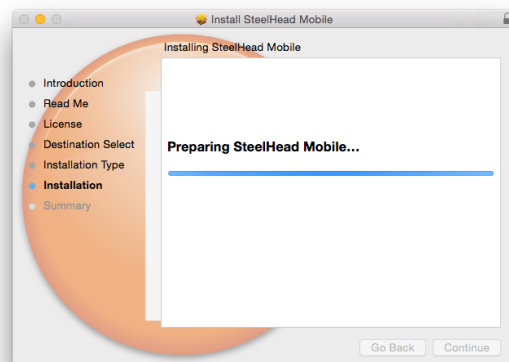 Install SteelHead Mobile
Installing SteelHead Mobile
Introduction
Read Me
License
Destination Select
Installation Type
Installation
Summary
Preparing SteelHead Mobile...
Go Back
Continue